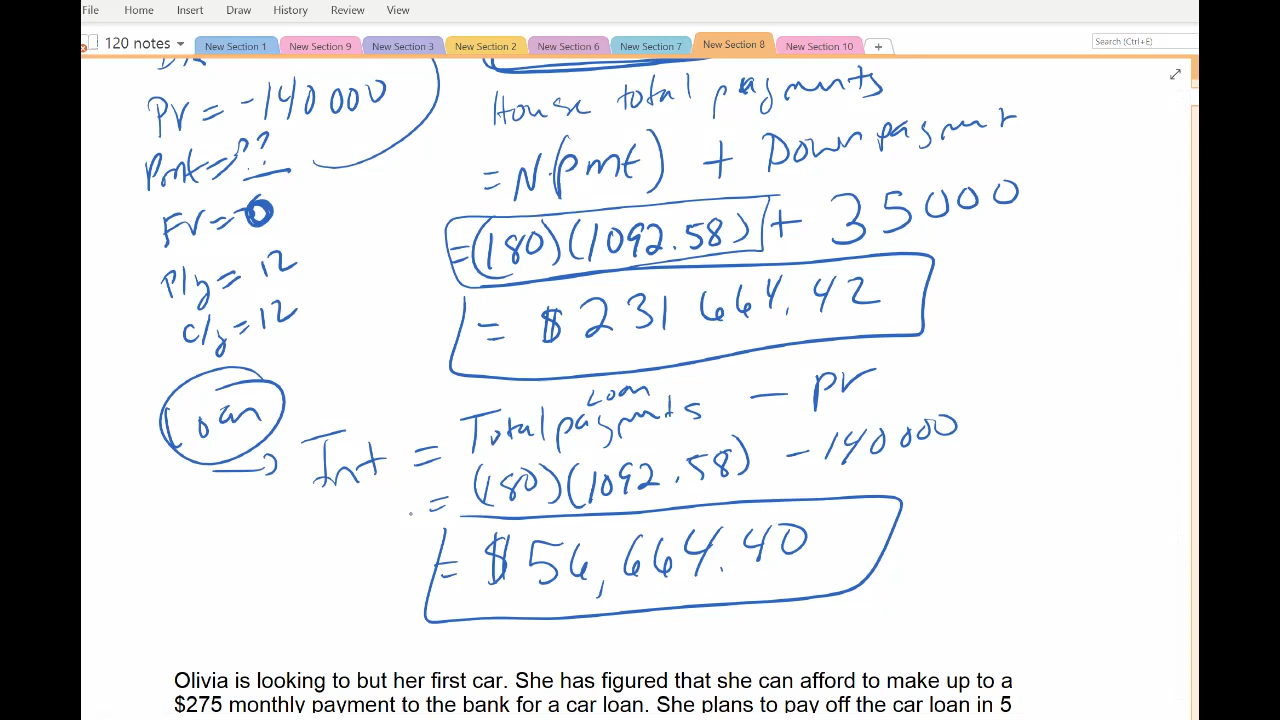 File Home Insert Draw History Review View
120 notes New Section 1 New Section 9 New Section 3 New Section 2 New Section 6 New Section 7 New Section 8 New Section 10 + Search (Ctrl+E)
PV = -140 000
Pmt = ??
FV = 0
P/y = 12
C/y = 12
House total payments
= N·(pmt) + Down payment
= (180)(1092.58) + 35000
= $231 664.42
Loan
Int = Total Loan payments - PV
= (180)(1092.58) - 140 000
= $56,664.40
Olivia is looking to but her first car. She has figured that she can afford to make up to a
$275 monthly payment to the bank for a car loan. She plans to pay off the car loan in 5